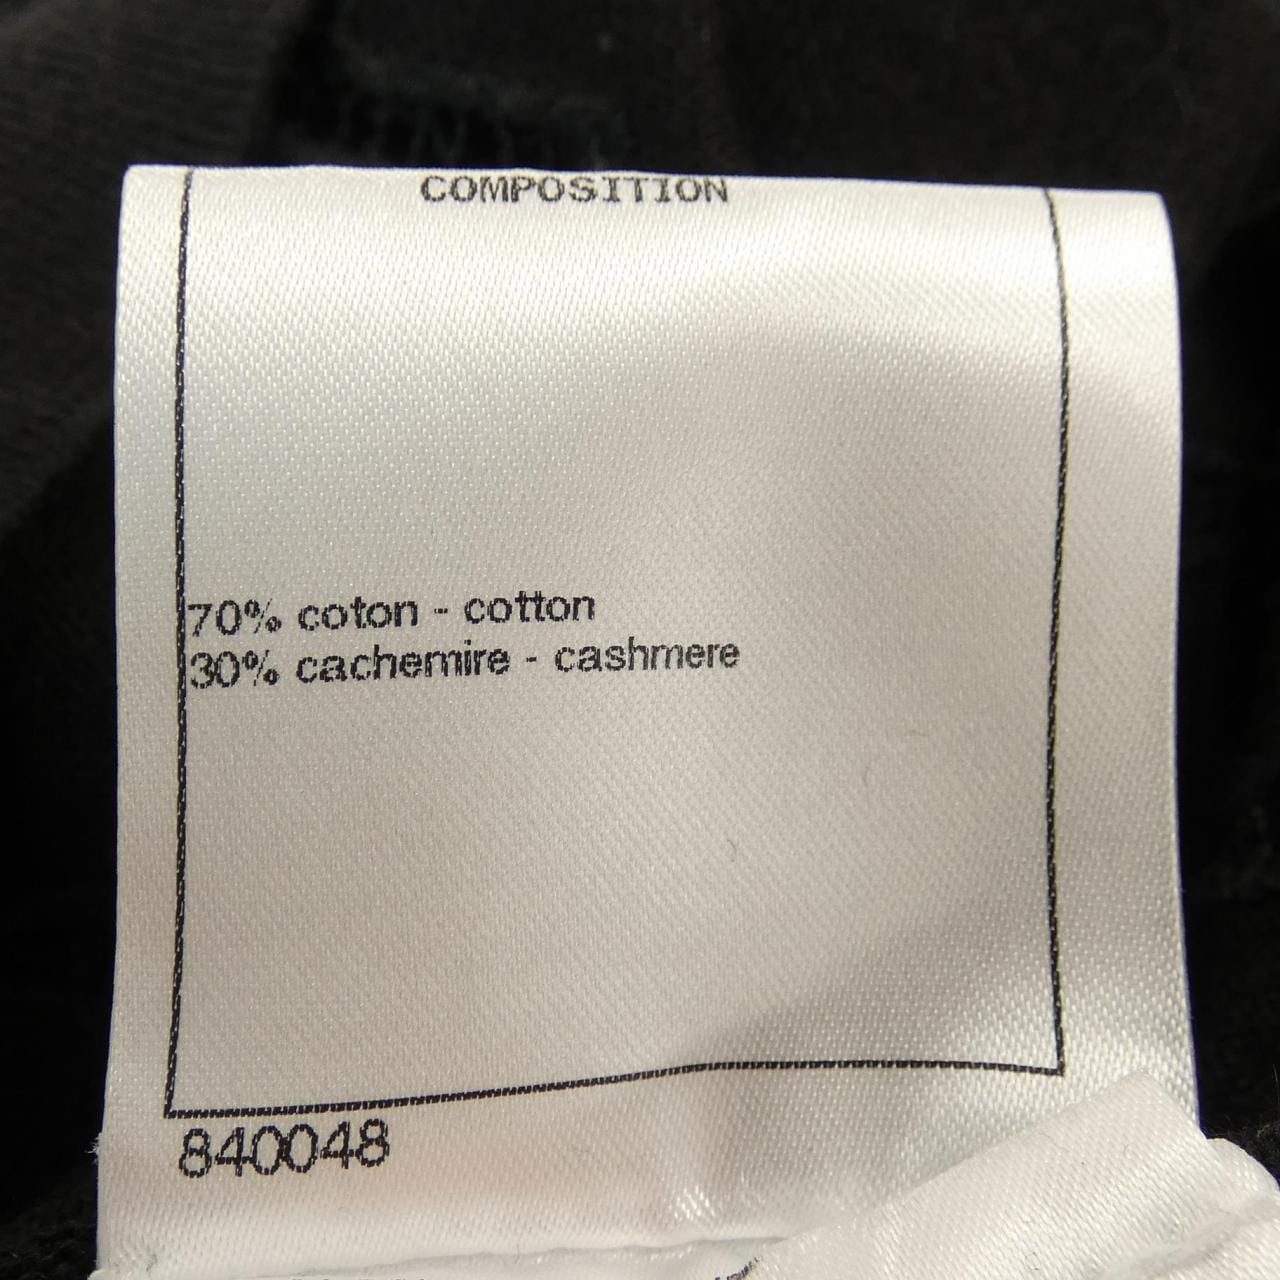 COMPOSITION
70% coton - cotton
30% cachemire - cashmere
840048